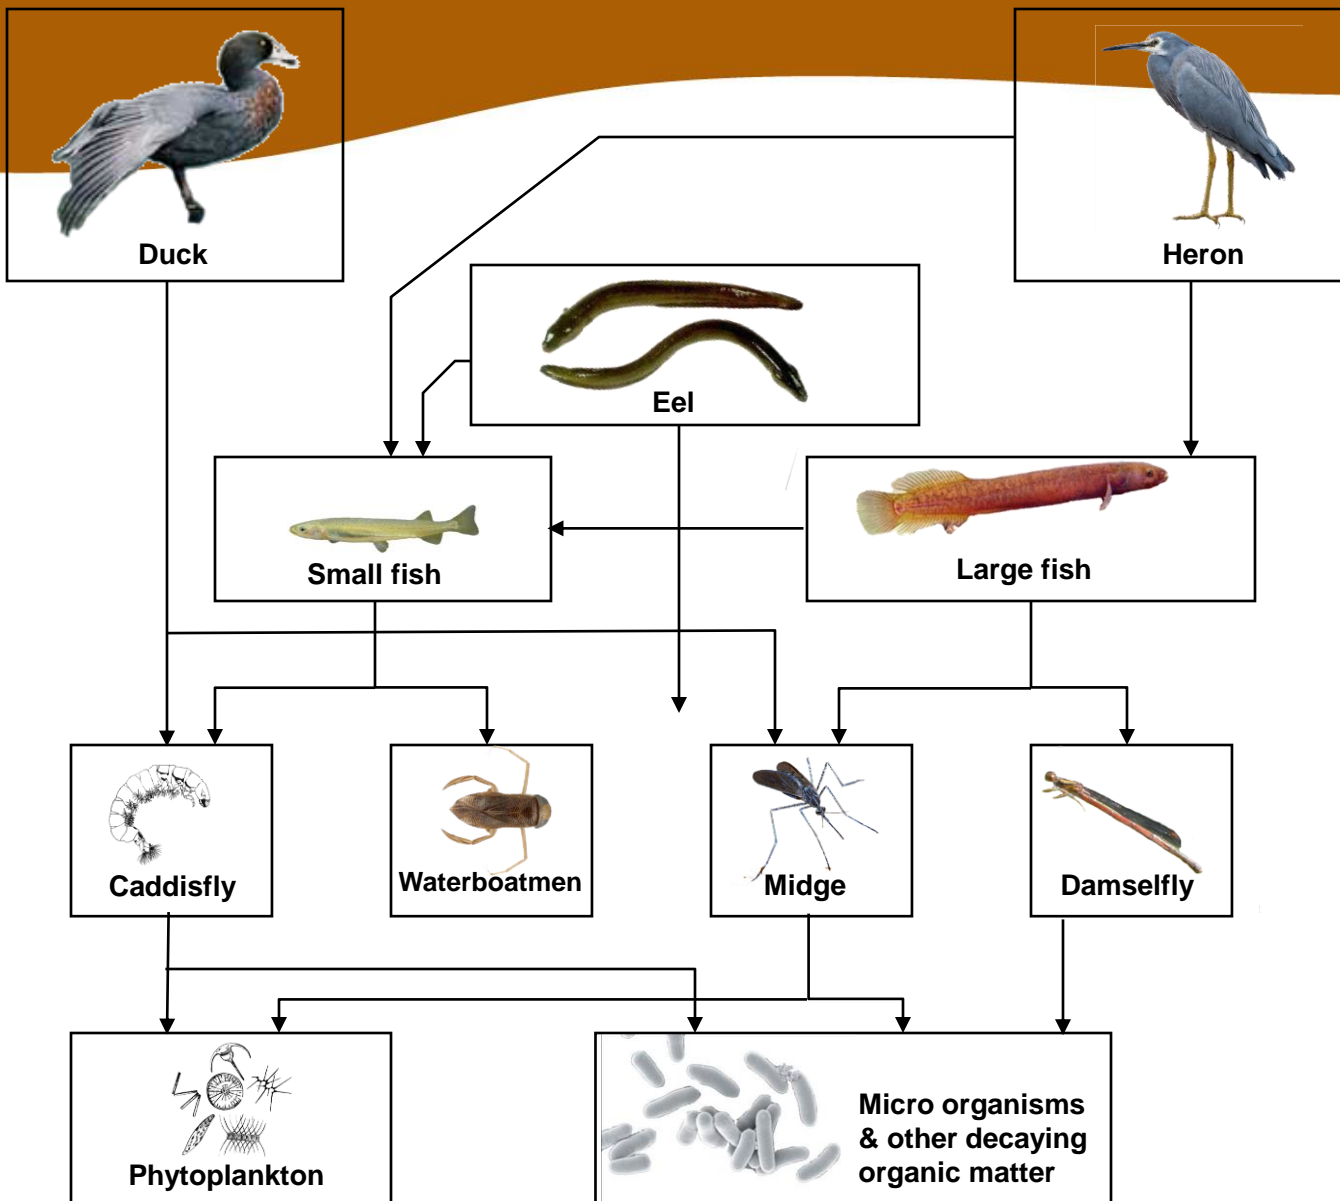 Duck
Heron
Eel
Small fish
Large fish
Caddisfly
Waterboatmen
Midge
Damselfly
Phytoplankton
Micro organisms
& other decaying
organic matter